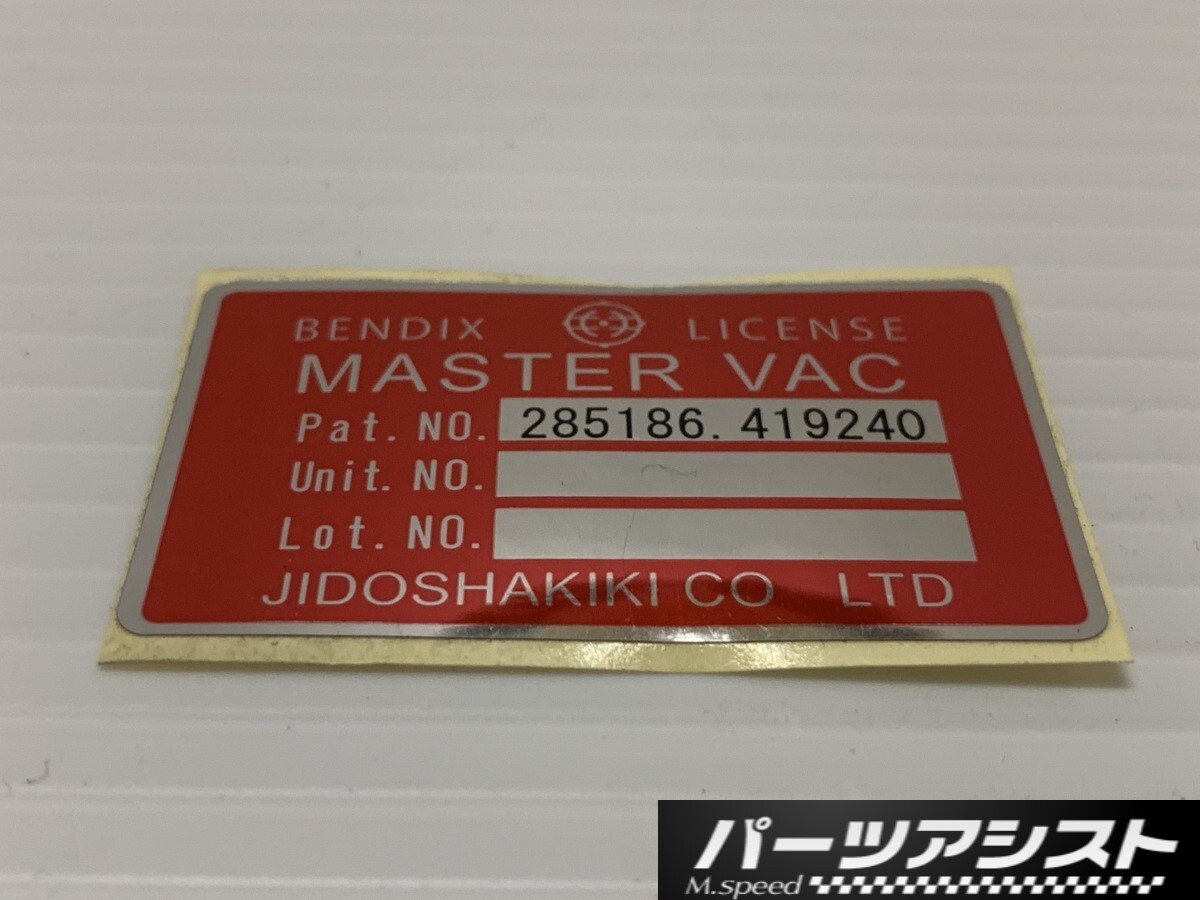 BENDIX LICENSE
MASTER VAC
Pat. NO. 285186. 419240
Unit. NO.
Lot. NO.
JIDOSHAKIKI CO LTD
パーツアシスト
M.speed